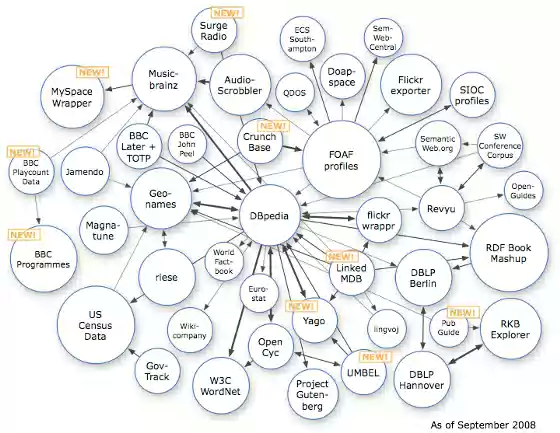 NEW!
Surge
Radio
ECS
South-
ampton
Sem-
Web-
Central
NEW!
MySpace
Wrapper
Music-
brainz
Audio-
Scrobbler
QDOS
Doap-
space
Flickr
exporter
SIOC
profiles
NEW!
BBC
Playcount
Data
BBC
Later +
TOTP
BBC
John
Peel
NEW!
Crunch
Base
FOAF
profiles
Semantic
Web.org
SW
Conference
Corpus
Jamendo
Geo-
names
DBpedia
flickr
wrappr
Revyu
Open-
Guides
NEW!
BBC
Programmes
Magna-
tune
riese
World
Fact-
book
NEW!
Linked
MDB
DBLP
Berlin
RDF Book
Mashup
US
Census
Data
Wiki-
company
Euro-
stat
NEW!
Yago
lingvoj
NEW!
Pub
Guide
RKB
Explorer
Gov-
Track
W3C
WordNet
Open
Cyc
Project
Guten-
berg
NEW!
UMBEL
DBLP
Hannover
As of September 2008